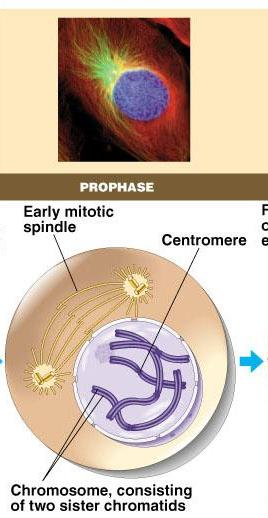 PROPHASE
Early mitotic
spindle
Centromere
Chromosome, consisting
of two sister chromatids